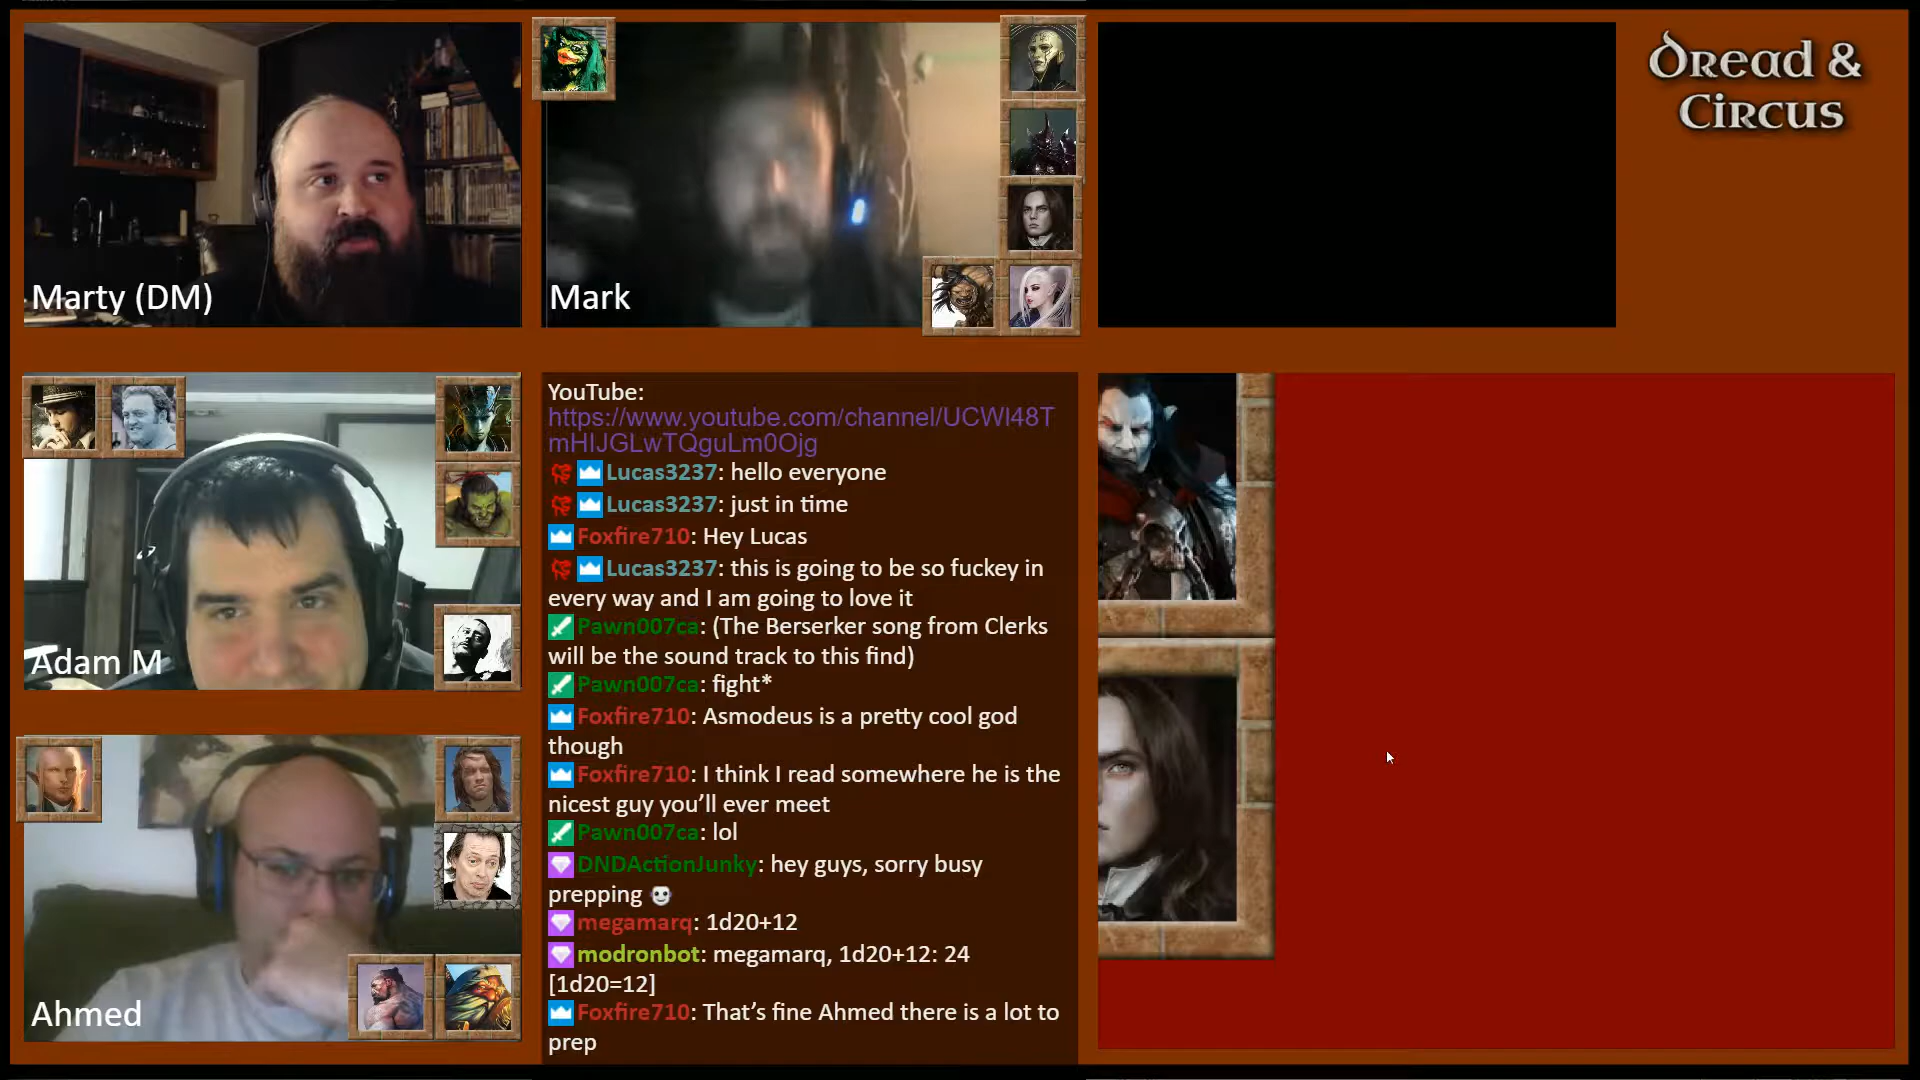 Dread &
Circus
Marty (DM)
Mark
Adam M
Ahmed
YouTube:
https://www.youtube.com/channel/UCWl48T
mHIJGLwTQguLm0Ojg
Lucas3237: hello everyone
Lucas3237: just in time
Foxfire710: Hey Lucas
Lucas3237: this is going to be so fuckey in
every way and I am going to love it
Pawn007ca: (The Berserker song from Clerks
will be the sound track to this find)
Pawn007ca: fight*
Foxfire710: Asmodeus is a pretty cool god
though
Foxfire710: I think I read somewhere he is the
nicest guy you'll ever meet
Pawn007ca: lol
DNDActionJunky: hey guys, sorry busy
prepping
megamarq: 1d20+12
modronbot: megamarq, 1d20+12: 24
[1d20=12]
Foxfire710: That's fine Ahmed there is a lot to
prep